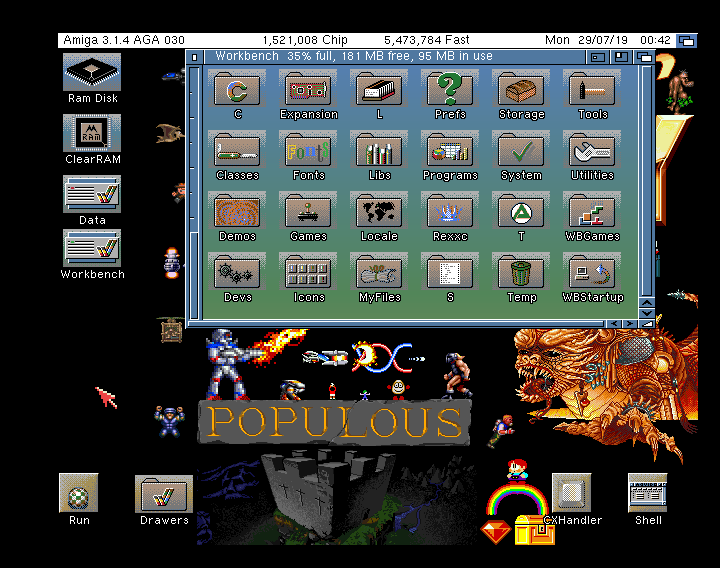 Amiga 3.1.4 AGA 030 1,521,008 Chip 5,473,784 Fast Mon 29/07/19 00:42
Workbench 35% full, 181 MB free, 95 MB in use
Ram Disk
RAM
ClearRAM
Data
Workbench
C Expansion L Prefs Storage Tools
Fonts
Classes Fonts Libs Programs System Utilities
Demos Games Locale Rexxc T WBGames
Devs Icons MyFiles S Temp WBStartup
POPULOUS
Run Drawers CXHandler Shell